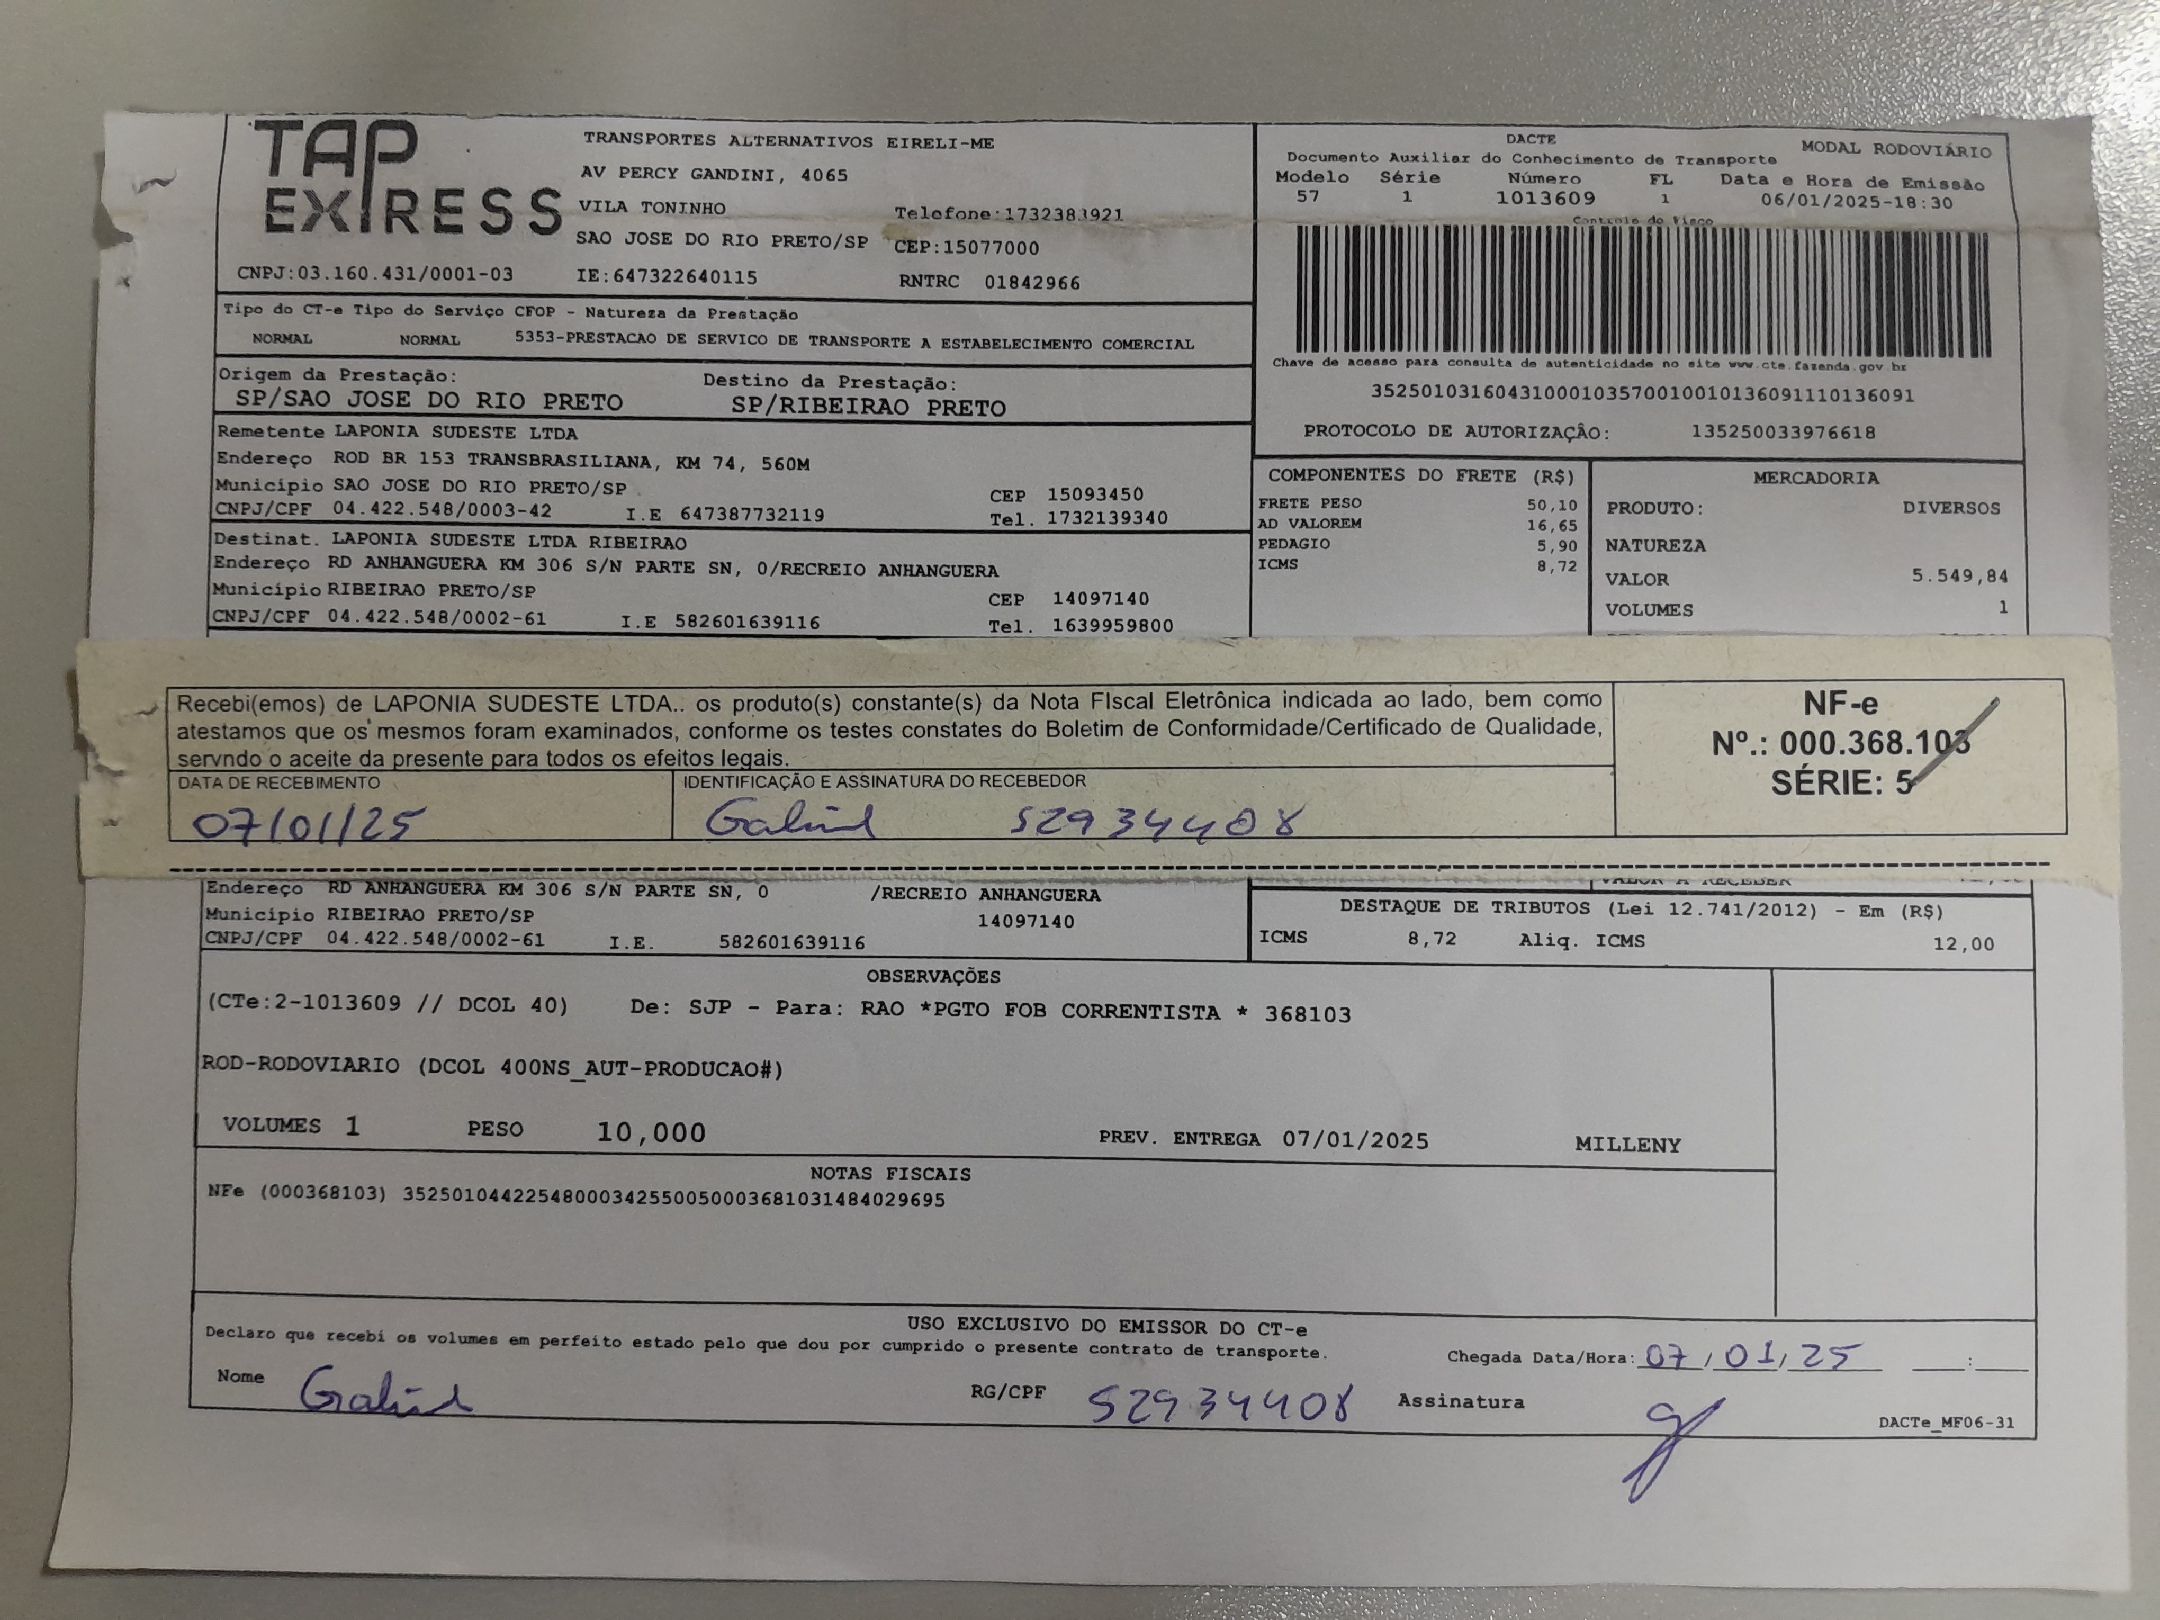 TAP EXPRESS
TRANSPORTES ALTERNATIVOS EIRELI-ME
AV PERCY GANDINI, 4065
VILA TONINHO Telefone:1732383921
SAO JOSE DO RIO PRETO/SP CEP:15077000
CNPJ:03.160.431/0001-03 IE:647322640115 RNTRC 01842966
DACTE MODAL RODOVIÁRIO
Documento Auxiliar do Conhecimento de Transporte
Modelo Série Número FL Data e Hora de Emissão
57 1 1013609 1 06/01/2025-18:30
Controle do Fisco
Chave de acesso para consulta de autenticidade no site www.cte.fazenda.gov.br
35250103160431000103570010010136091110136091
PROTOCOLO DE AUTORIZAÇÃO: 135250033976618
Tipo do CT-e Tipo do Serviço CFOP - Natureza da Prestação
NORMAL NORMAL 5353-PRESTACAO DE SERVICO DE TRANSPORTE A ESTABELECIMENTO COMERCIAL
Origem da Prestação: Destino da Prestação:
SP/SAO JOSE DO RIO PRETO SP/RIBEIRAO PRETO
Remetente LAPONIA SUDESTE LTDA
Endereço ROD BR 153 TRANSBRASILIANA, KM 74, 560M
Municipio SAO JOSE DO RIO PRETO/SP CEP 15093450
CNPJ/CPF 04.422.548/0003-42 I.E 647387732119 Tel. 1732139340
Destinat. LAPONIA SUDESTE LTDA RIBEIRAO
Endereço RD ANHANGUERA KM 306 S/N PARTE SN, 0/RECREIO ANHANGUERA
Municipio RIBEIRAO PRETO/SP CEP 14097140
CNPJ/CPF 04.422.548/0002-61 I.E 582601639116 Tel. 1639959800
COMPONENTES DO FRETE (R$)
FRETE PESO 50,10
AD VALOREM 16,65
PEDAGIO 5,90
ICMS 8,72
MERCADORIA
PRODUTO: DIVERSOS
NATUREZA
VALOR 5.549,84
VOLUMES 1
Recebi(emos) de LAPONIA SUDESTE LTDA.. os produto(s) constante(s) da Nota FIscal Eletrônica indicada ao lado, bem como
atestamos que os mesmos foram examinados, conforme os testes constates do Boletim de Conformidade/Certificado de Qualidade,
servndo o aceite da presente para todos os efeitos legais.
DATA DE RECEBIMENTO IDENTIFICAÇÃO E ASSINATURA DO RECEBEDOR
07/01/25 Gabriel 52934408
NF-e
Nº.: 000.368.103
SÉRIE: 5
Endereço RD ANHANGUERA KM 306 S/N PARTE SN, 0 /RECREIO ANHANGUERA
Municipio RIBEIRAO PRETO/SP 14097140
CNPJ/CPF 04.422.548/0002-61 I.E. 582601639116
VALOR A RECEBER
DESTAQUE DE TRIBUTOS (Lei 12.741/2012) - Em (R$)
ICMS 8,72 Aliq. ICMS 12,00
OBSERVAÇÕES
(CTe:2-1013609 // DCOL 40) De: SJP - Para: RAO *PGTO FOB CORRENTISTA * 368103
ROD-RODOVIARIO (DCOL 400NS_AUT-PRODUCAO#)
VOLUMES 1 PESO 10,000 PREV. ENTREGA 07/01/2025 MILLENY
NOTAS FISCAIS
NFe (000368103) 35250104422548000342550050003681031484029695
USO EXCLUSIVO DO EMISSOR DO CT-e
Declaro que recebi os volumes em perfeito estado pelo que dou por cumprido o presente contrato de transporte.
Chegada Data/Hora: 07/01/25 __:__
Nome Gabriel RG/CPF 52934408 Assinatura
DACTe_MF06-31